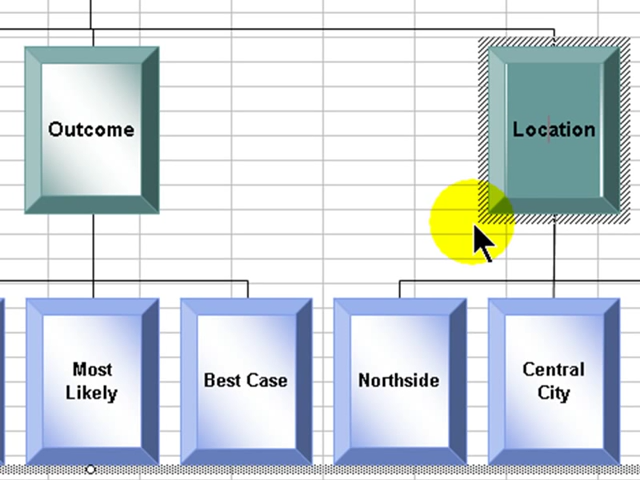 Outcome
Location
Most
Likely
Best Case
Northside
Central
City